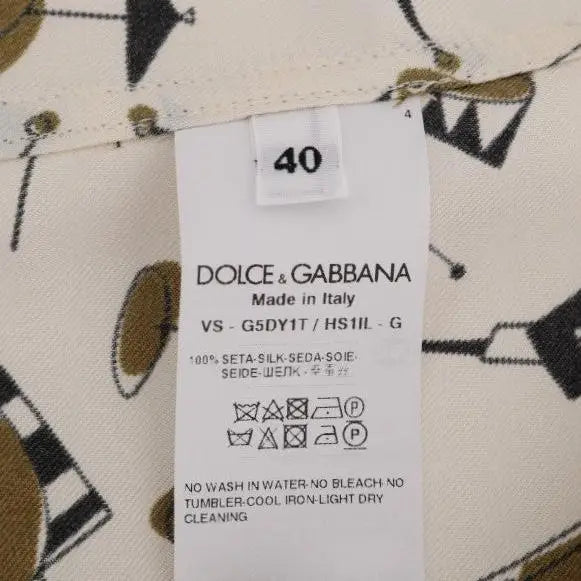 4
40
DOLCE & GABBANA
Made in Italy
VS - G5DY1T / HS1IL - G
100% SETA-SILK-SEDA-SOIE-
SEIDE-ШЕЛК-
P
P
NO WASH IN WATER-NO BLEACH-NO
TUMBLER-COOL IRON-LIGHT DRY
CLEANING